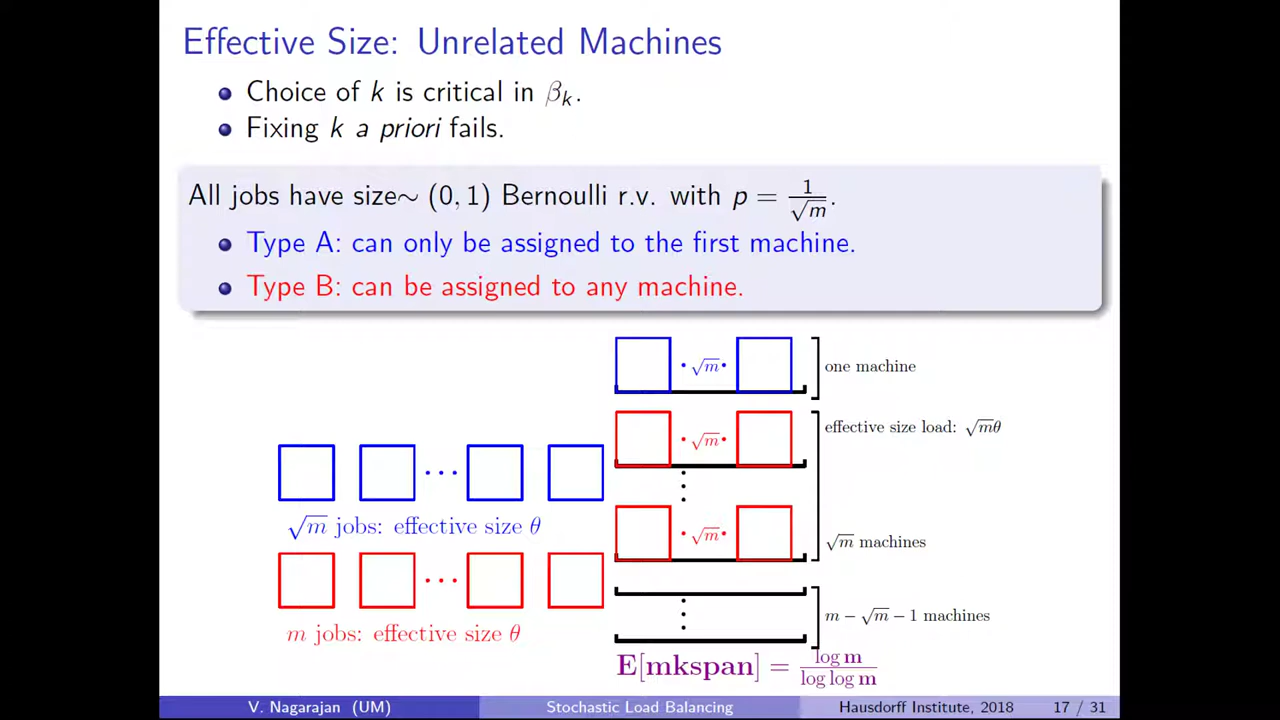 Effective Size: Unrelated Machines
Choice of k is critical in βₖ.
Fixing k a priori fails.
All jobs have size∼ (0, 1) Bernoulli r.v. with p = 1/√m.
Type A: can only be assigned to the first machine.
Type B: can be assigned to any machine.
·√m·
one machine
·√m·
effective size load: √mθ
· · ·
√m jobs: effective size θ
·√m·
√m machines
· · ·
m jobs: effective size θ
m − √m − 1 machines
E[mkspan] = log m / log log m
V. Nagarajan (UM)
Stochastic Load Balancing
Hausdorff Institute, 2018
17 / 31